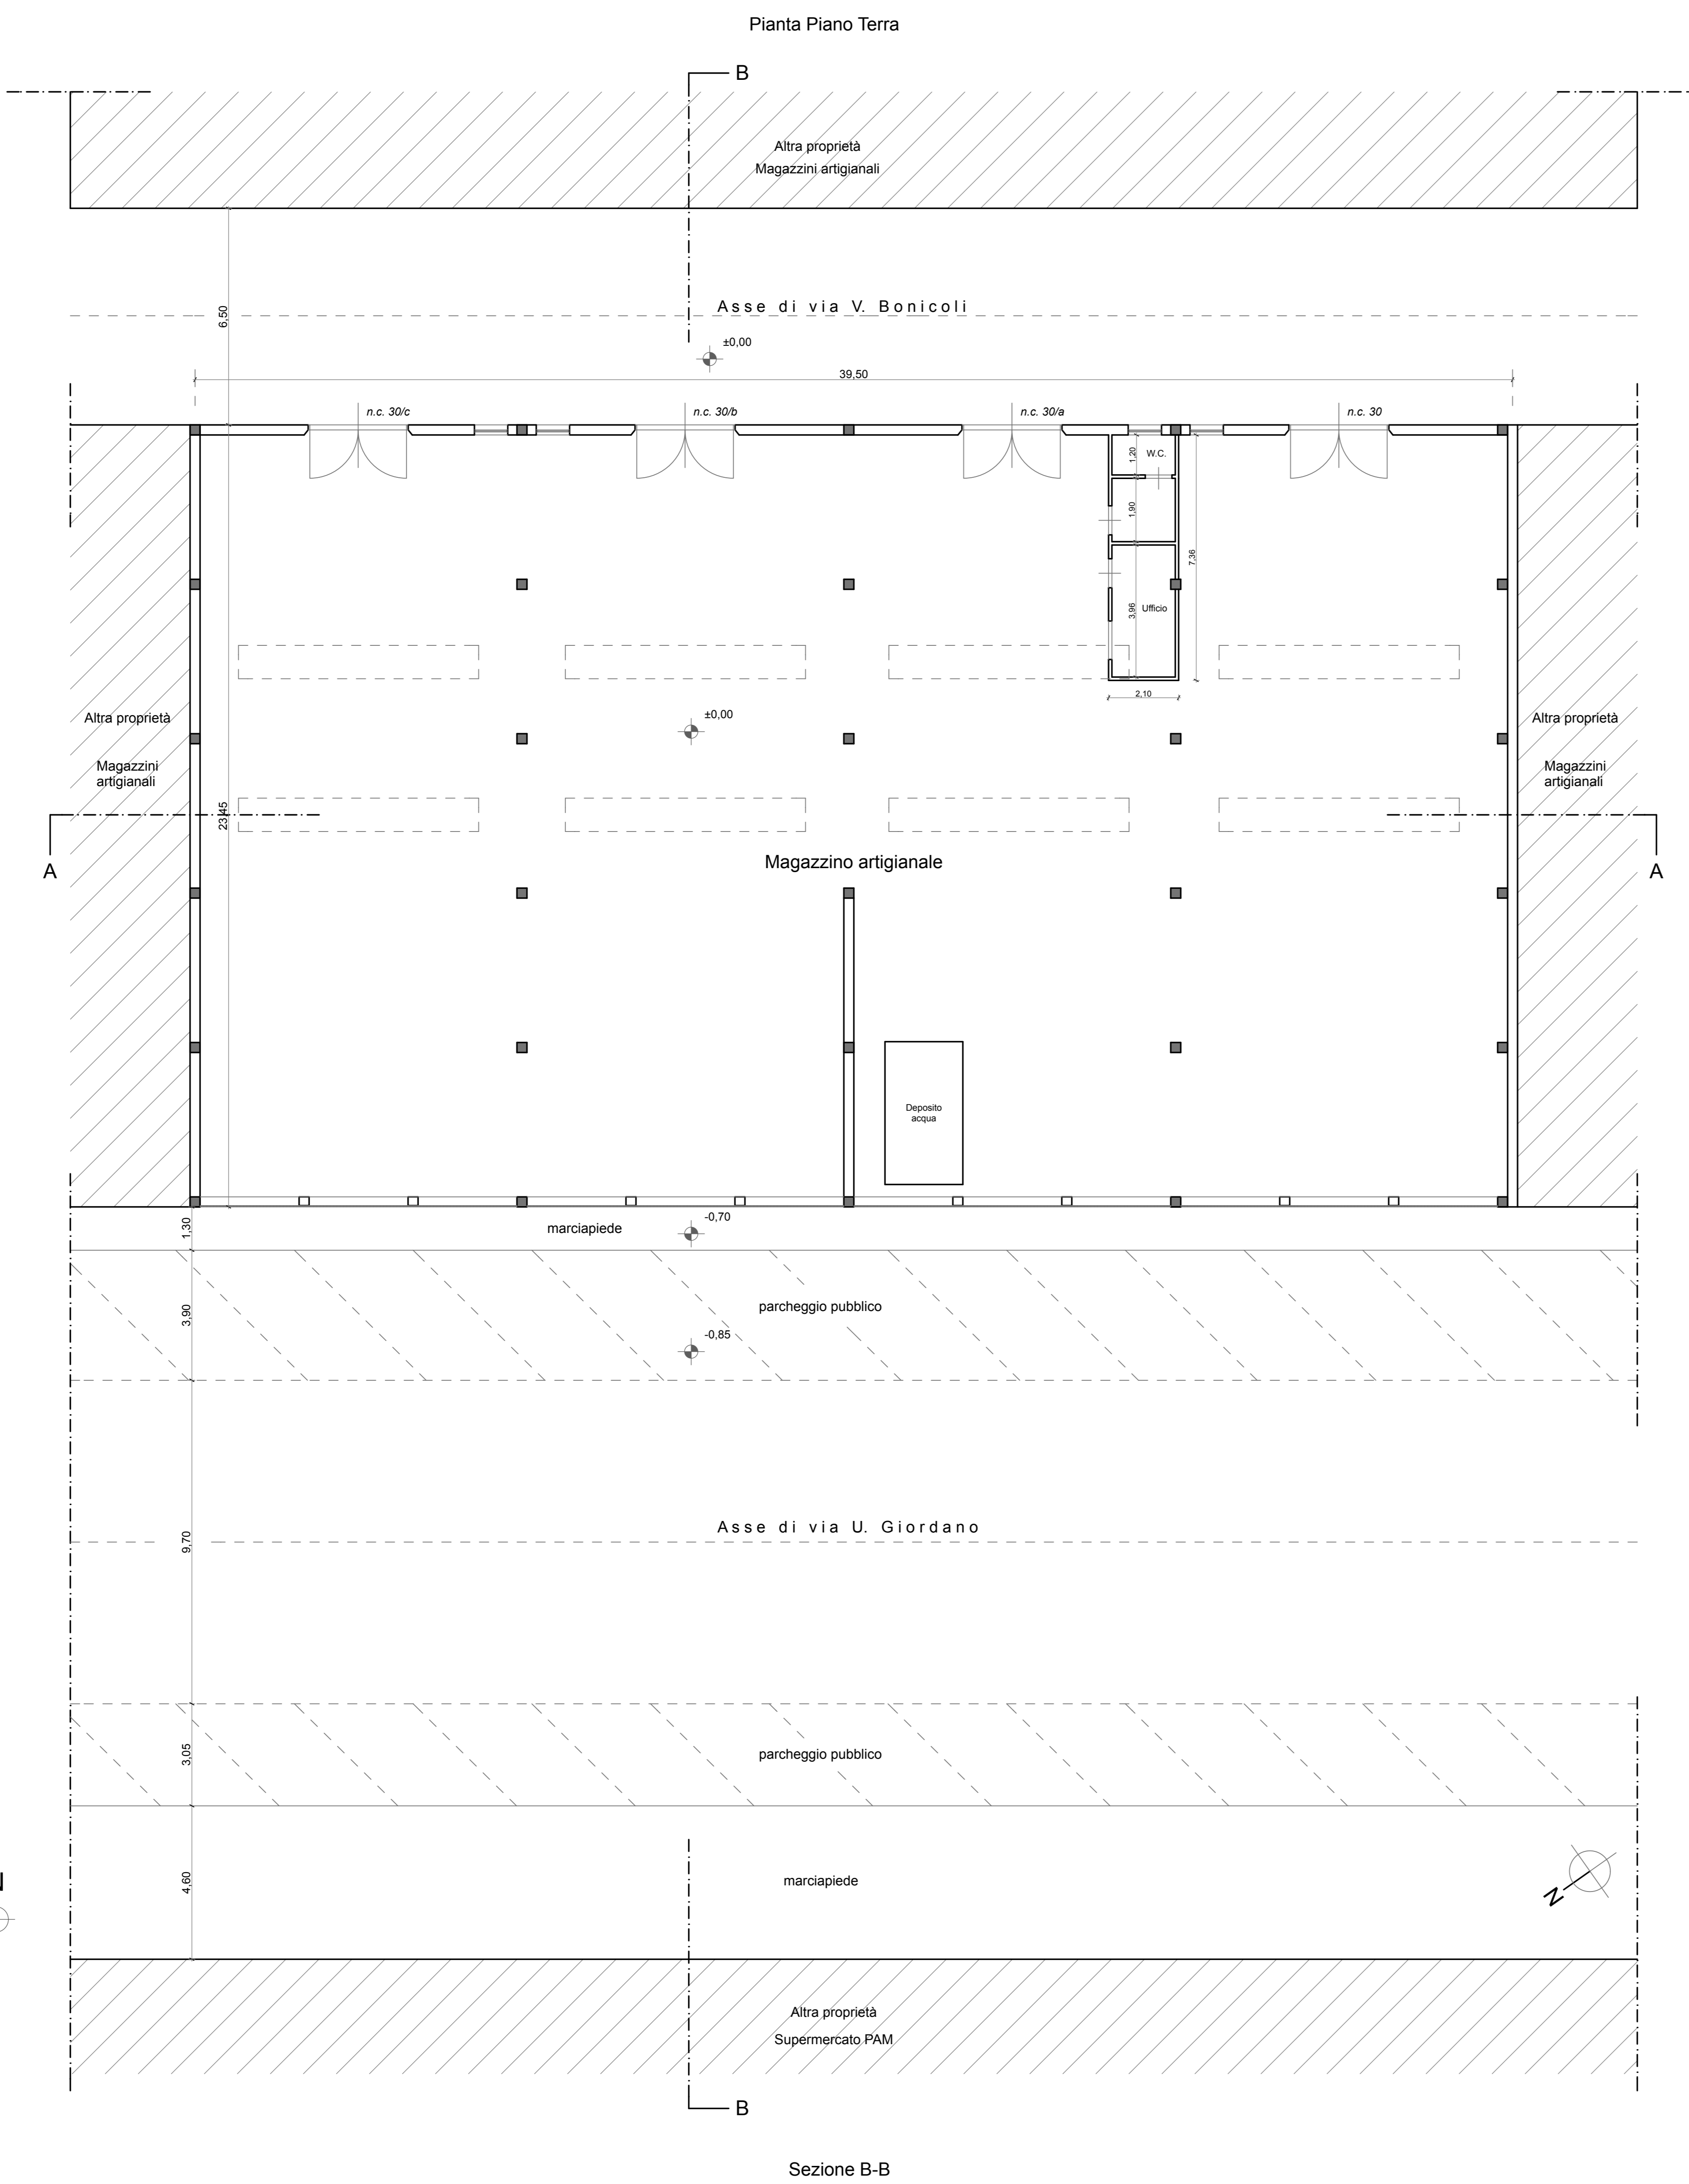 Pianta Piano Terra
B
Altra proprietà
Magazzini artigianali
Asse di via V. Bonicoli
6,50
±0,00
39,50
n.c. 30/c
n.c. 30/b
n.c. 30/a
n.c. 30
1,20
W.C.
1,90
7,36
3,96
Ufficio
2,10
±0,00
Altra proprietà
Magazzini
artigianali
Altra proprietà
Magazzini
artigianali
23,45
A
A
Magazzino artigianale
Deposito
acqua
1,30
marciapiede
-0,70
3,90
parcheggio pubblico
-0,85
Asse di via U. Giordano
9,70
3,05
parcheggio pubblico
4,60
marciapiede
N
Altra proprietà
Supermercato PAM
B
Sezione B-B